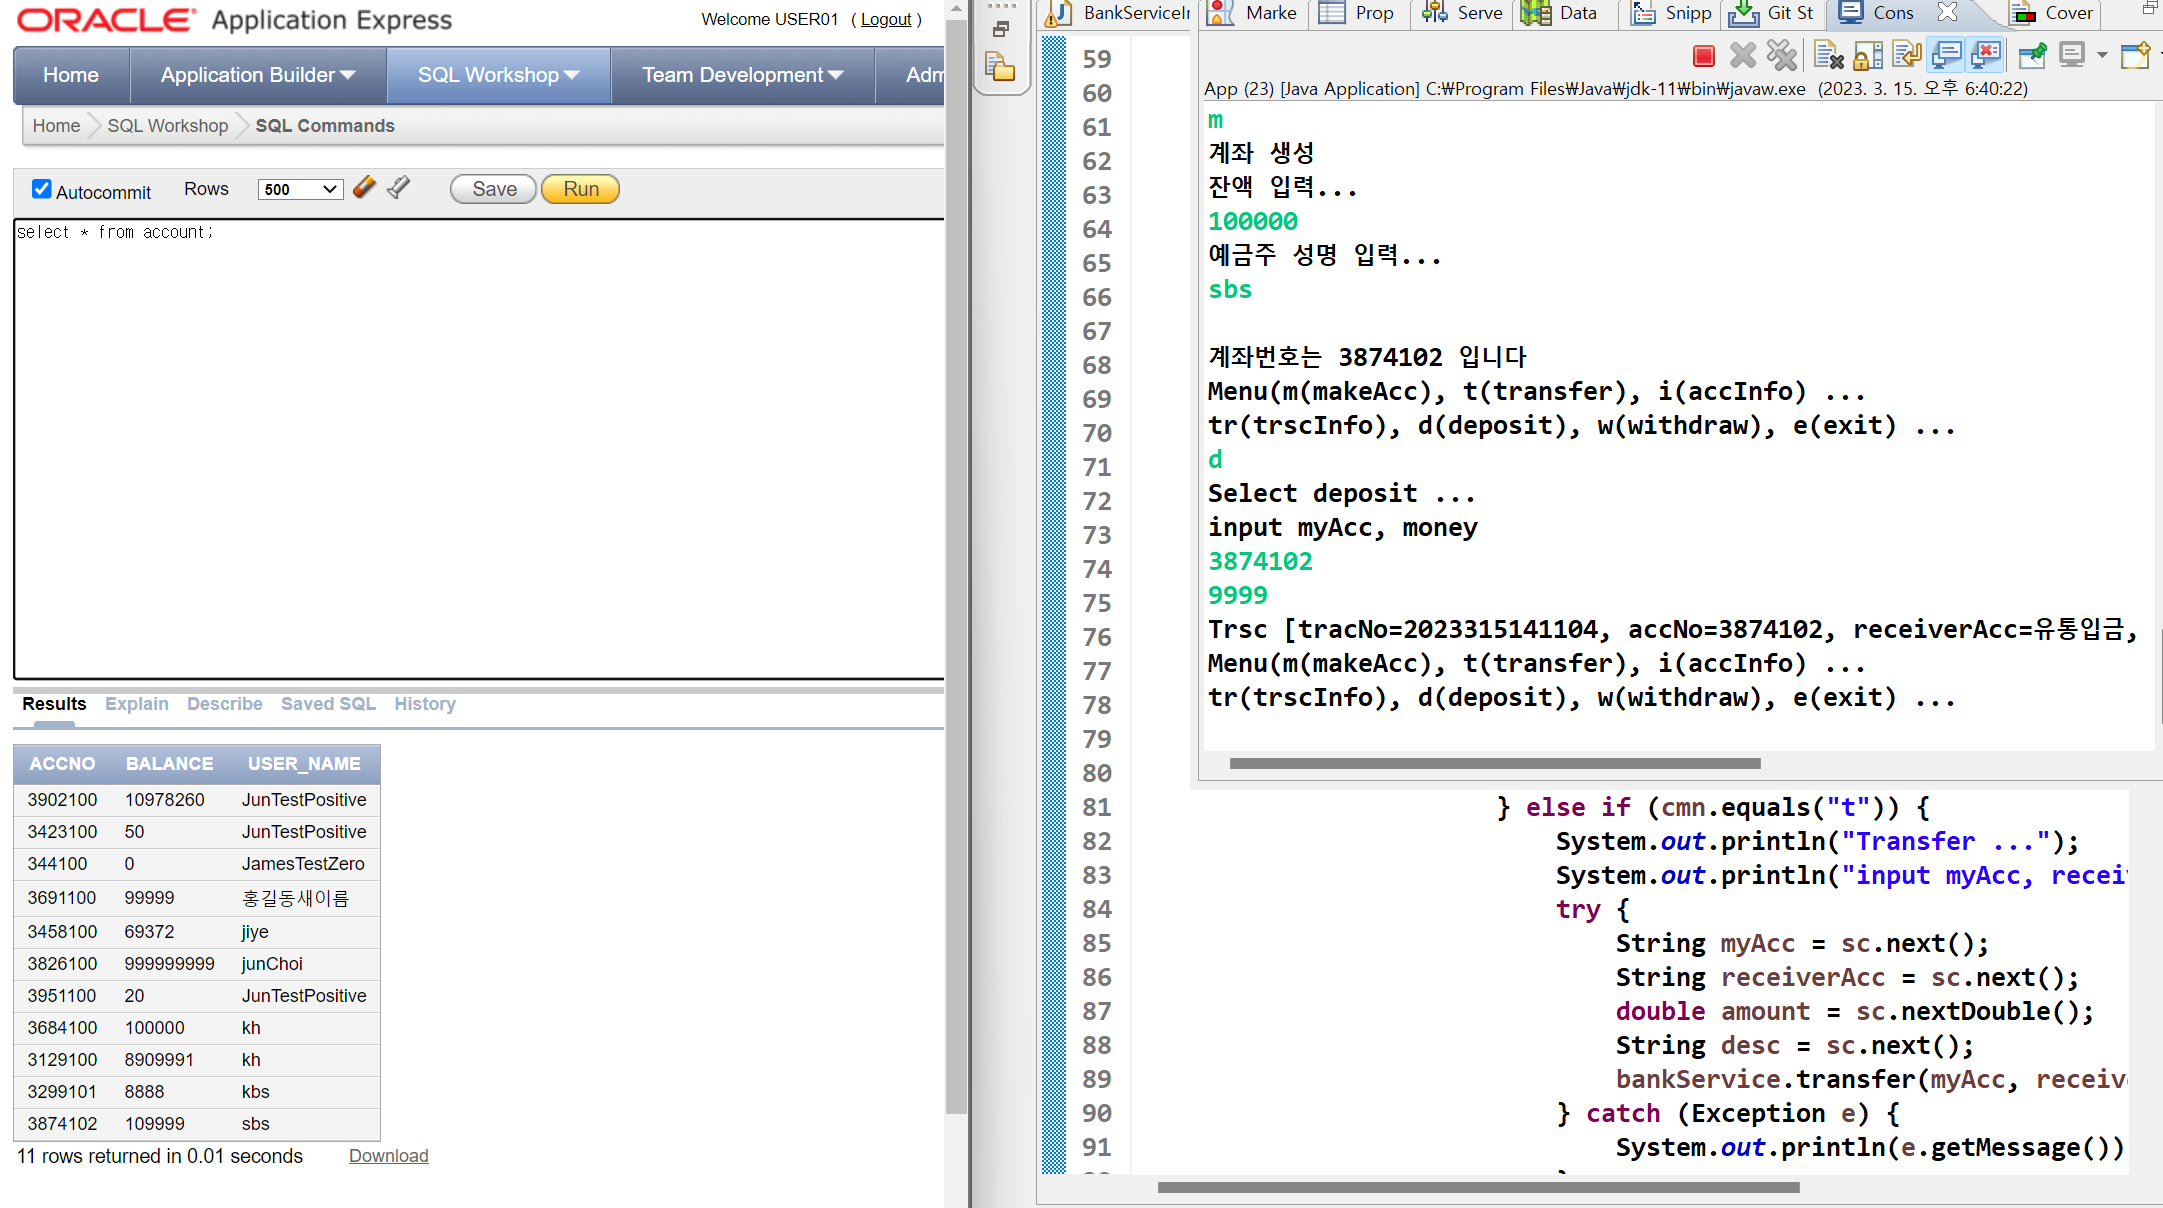 ORACLE® Application Express
Welcome USER01 ( Logout )
Home
Application Builder
SQL Workshop
Team Development
Home
SQL Workshop
SQL Commands
Autocommit
Rows
500
Save
Run
select * from account;
Results Explain Describe Saved SQL History
ACCNO BALANCE USER_NAME
3902100 10978260 JunTestPositive
3423100 50 JunTestPositive
344100 0 JamesTestZero
3691100 99999 홍길동새이름
3458100 69372 jiye
3826100 999999999 junChoi
3951100 20 JunTestPositive
3684100 100000 kh
3129100 8909991 kh
3299101 8888 kbs
3874102 109999 sbs
11 rows returned in 0.01 seconds Download
Marke
Prop
Serve
Data
Snipp
Git St
Cons
Cover
App (23) [Java Application] C:₩Program Files₩Java₩jdk-11₩bin₩javaw.exe (2023. 3. 15. 오후 6:40:22)
m
계좌 생성
잔액 입력...
100000
예금주 성명 입력...
sbs
계좌번호는 3874102 입니다
Menu(m(makeAcc), t(transfer), i(accInfo) ...
tr(trscInfo), d(deposit), w(withdraw), e(exit) ...
d
Select deposit ...
input myAcc, money
3874102
9999
Trsc [tracNo=2023315141104, accNo=3874102, receiverAcc=유통입금,
Menu(m(makeAcc), t(transfer), i(accInfo) ...
tr(trscInfo), d(deposit), w(withdraw), e(exit) ...
59
60
61
62
63
64
65
66
67
68
69
70
71
72
73
74
75
76
77
78
79
80
81 } else if (cmn.equals("t")) {
82 System.out.println("Transfer ...");
83 System.out.println("input myAcc,
84 try {
85 String myAcc = sc.next();
86 String receiverAcc = sc.next();
87 double amount = sc.nextDouble();
88 String desc = sc.next();
89 bankService.transfer(myAcc,
90 } catch (Exception e) {
91 System.out.println(e.getMessage())